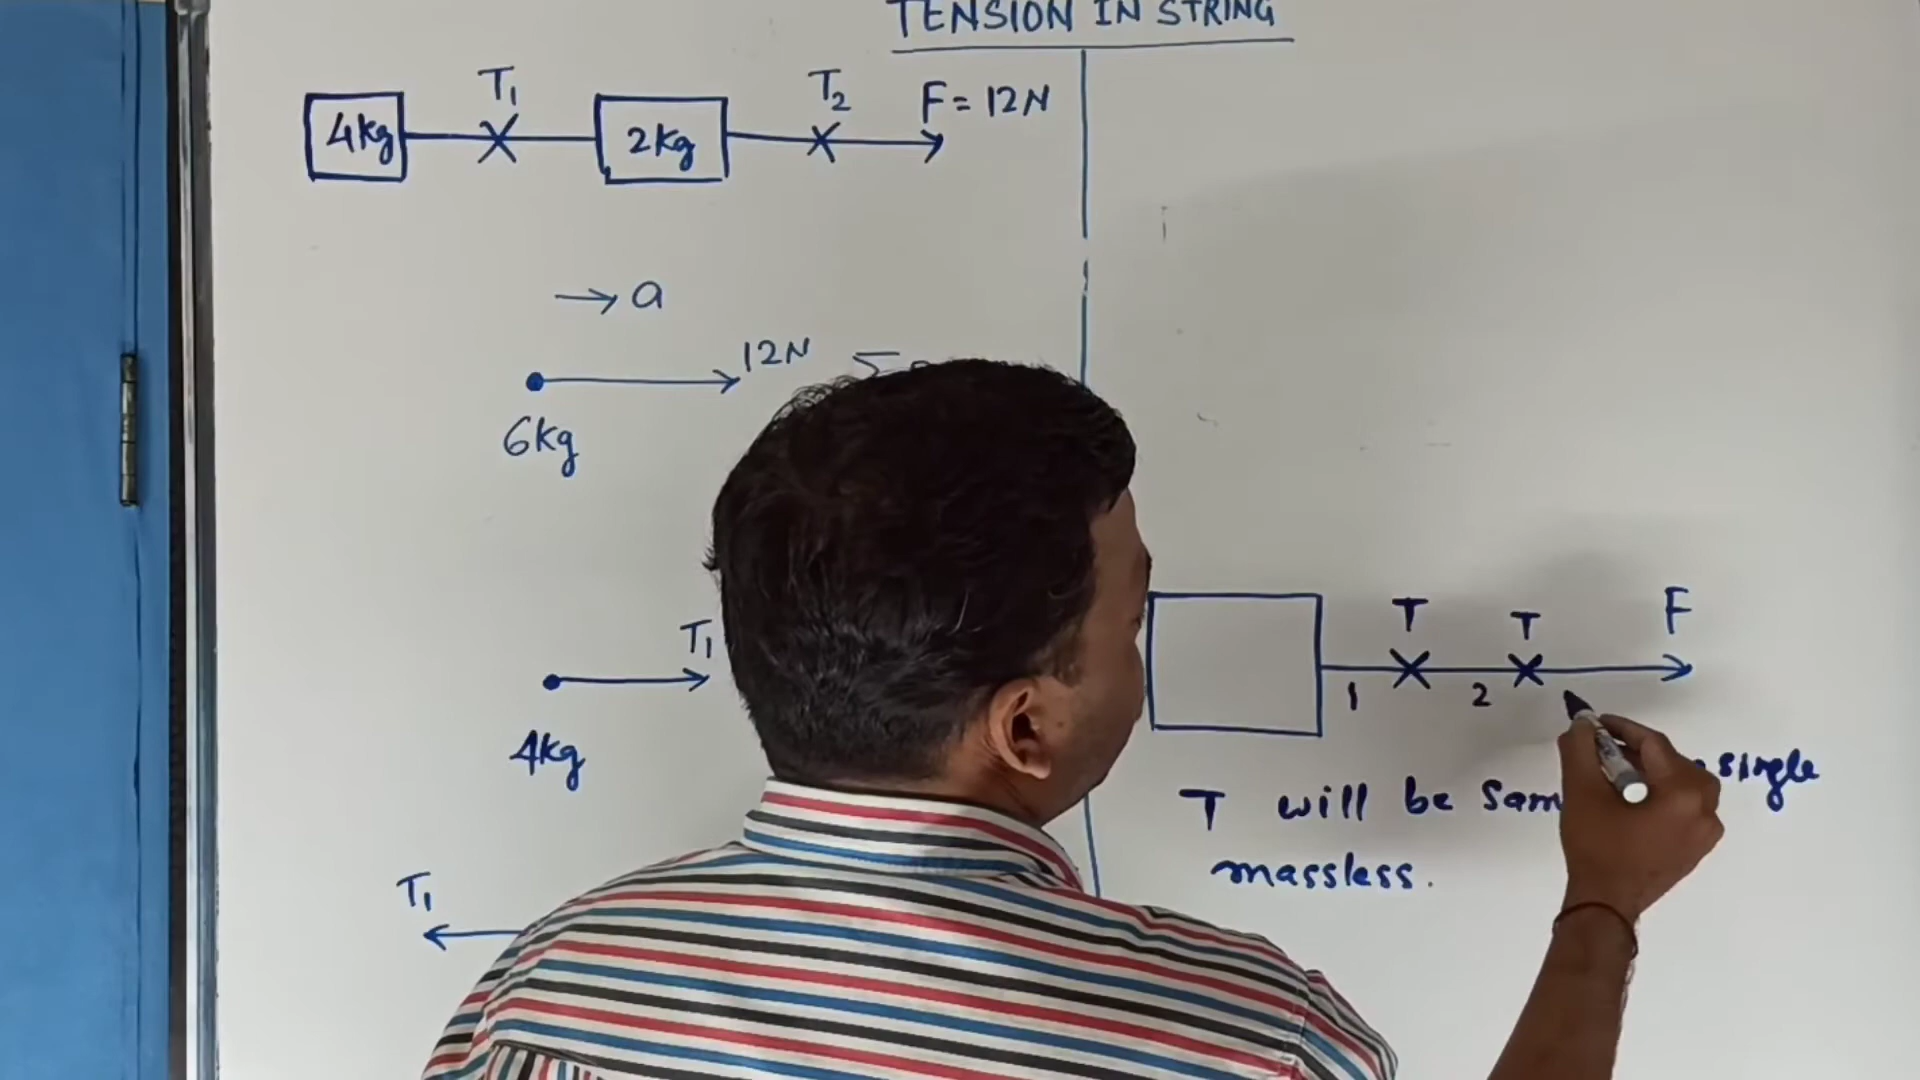 TENSION IN STRING
T1 T2 F = 12N
4kg 2kg
→ a
12N
6kg
T1
4kg
T1
T T F
1 2
T will be single
massless.